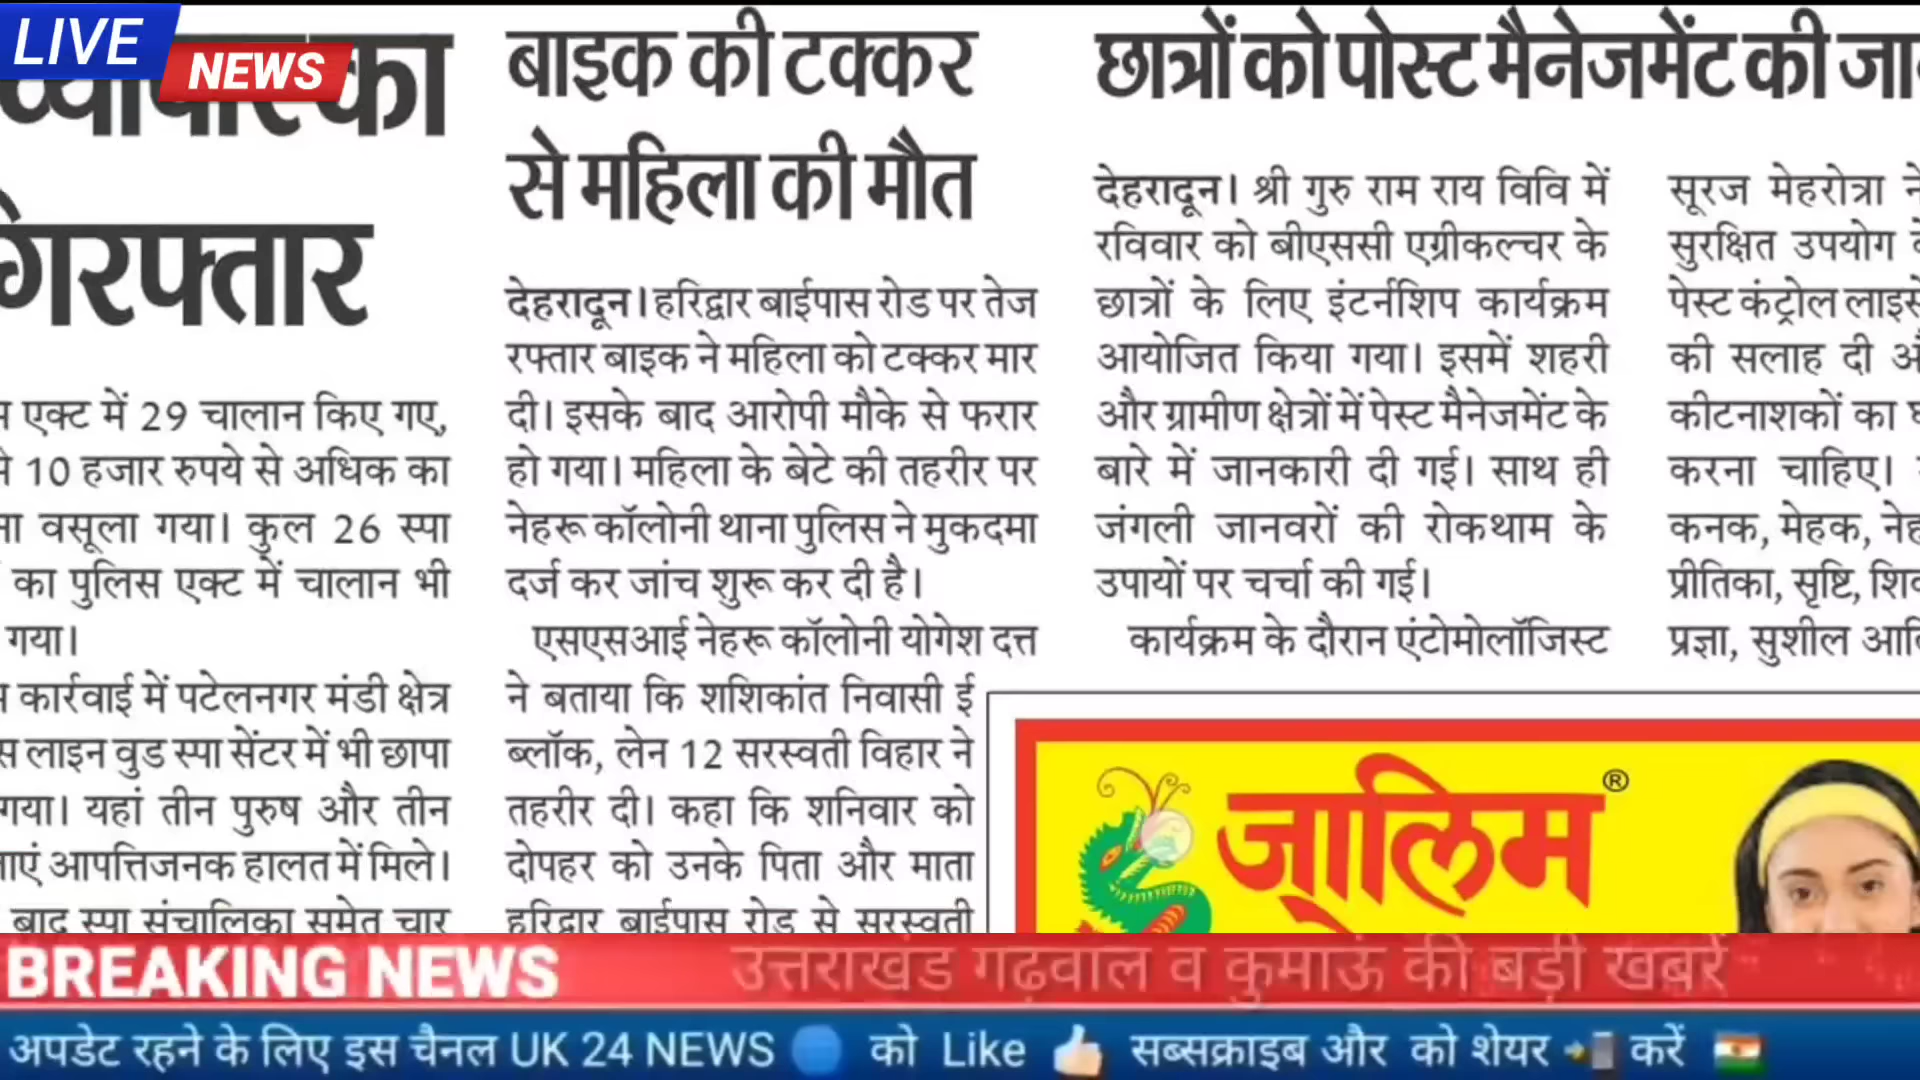 LIVE
NEWS
का
गिरफ्तार
एक्ट में 29 चालान किए गए,
10 हजार रुपये से अधिक का
वसूला गया। कुल 26 स्पा
का पुलिस एक्ट में चालान भी
गया।
कार्रवाई में पटेलनगर मंडी क्षेत्र
लाइन वुड स्पा सेंटर में भी छापा
गया। यहां तीन पुरुष और तीन
आपत्तिजनक हालत में मिले।
बाद स्पा संचालिका समेत चार
बाइक की टक्कर
से महिला की मौत
देहरादून। हरिद्वार बाईपास रोड पर तेज
रफ्तार बाइक ने महिला को टक्कर मार
दी। इसके बाद आरोपी मौके से फरार
हो गया। महिला के बेटे की तहरीर पर
नेहरू कॉलोनी थाना पुलिस ने मुकदमा
दर्ज कर जांच शुरू कर दी है।
एसएसआई नेहरू कॉलोनी योगेश दत्त
ने बताया कि शशिकांत निवासी ई
ब्लॉक, लेन 12 सरस्वती विहार ने
तहरीर दी। कहा कि शनिवार को
दोपहर को उनके पिता और माता
हरिद्वार बाईपास रोड से सरस्वती
छात्रों को पोस्ट मैनेजमेंट की
देहरादून। श्री गुरु राम राय विवि में
रविवार को बीएससी एग्रीकल्चर के
छात्रों के लिए इंटर्नशिप कार्यक्रम
आयोजित किया गया। इसमें शहरी
और ग्रामीण क्षेत्रों में पेस्ट मैनेजमेंट के
बारे में जानकारी दी गई। साथ ही
जंगली जानवरों की रोकथाम के
उपायों पर चर्चा की गई।
कार्यक्रम के दौरान एंटोमोलॉजिस्ट
सूरज मेहरोत्रा ने
सुरक्षित उपयोग
पेस्ट कंट्रोल
की सलाह दी
कीटनाशकों का
करना चाहिए।
कनक, मेहक,
प्रीतिका, सृष्टि,
प्रज्ञा, सुशील
जालिम ®
BREAKING NEWS उत्तराखंड गढ़वाल व कुमाऊं की बड़ी खबरें
अपडेट रहने के लिए इस चैनल UK 24 NEWS को Like सब्सक्राइब और को शेयर करें